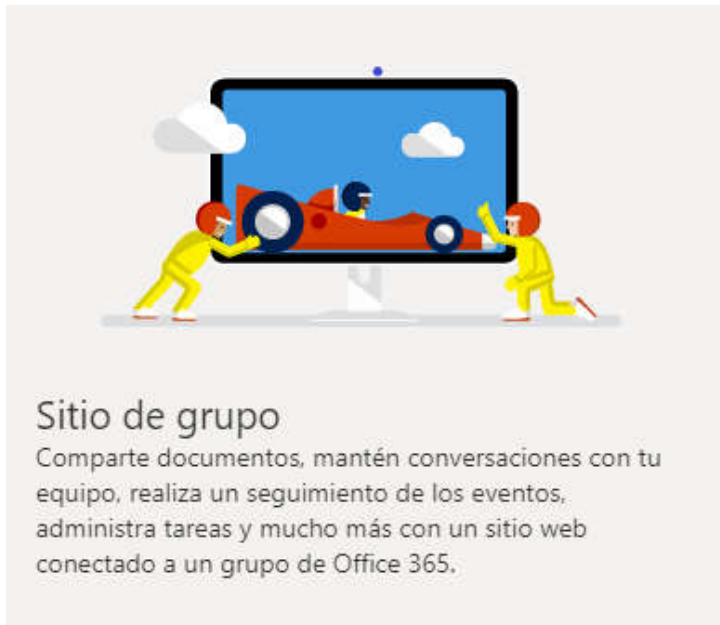 Sitio de grupo
Comparte documentos, mantén conversaciones con tu
equipo, realiza un seguimiento de los eventos,
administra tareas y mucho más con un sitio web
conectado a un grupo de Office 365.